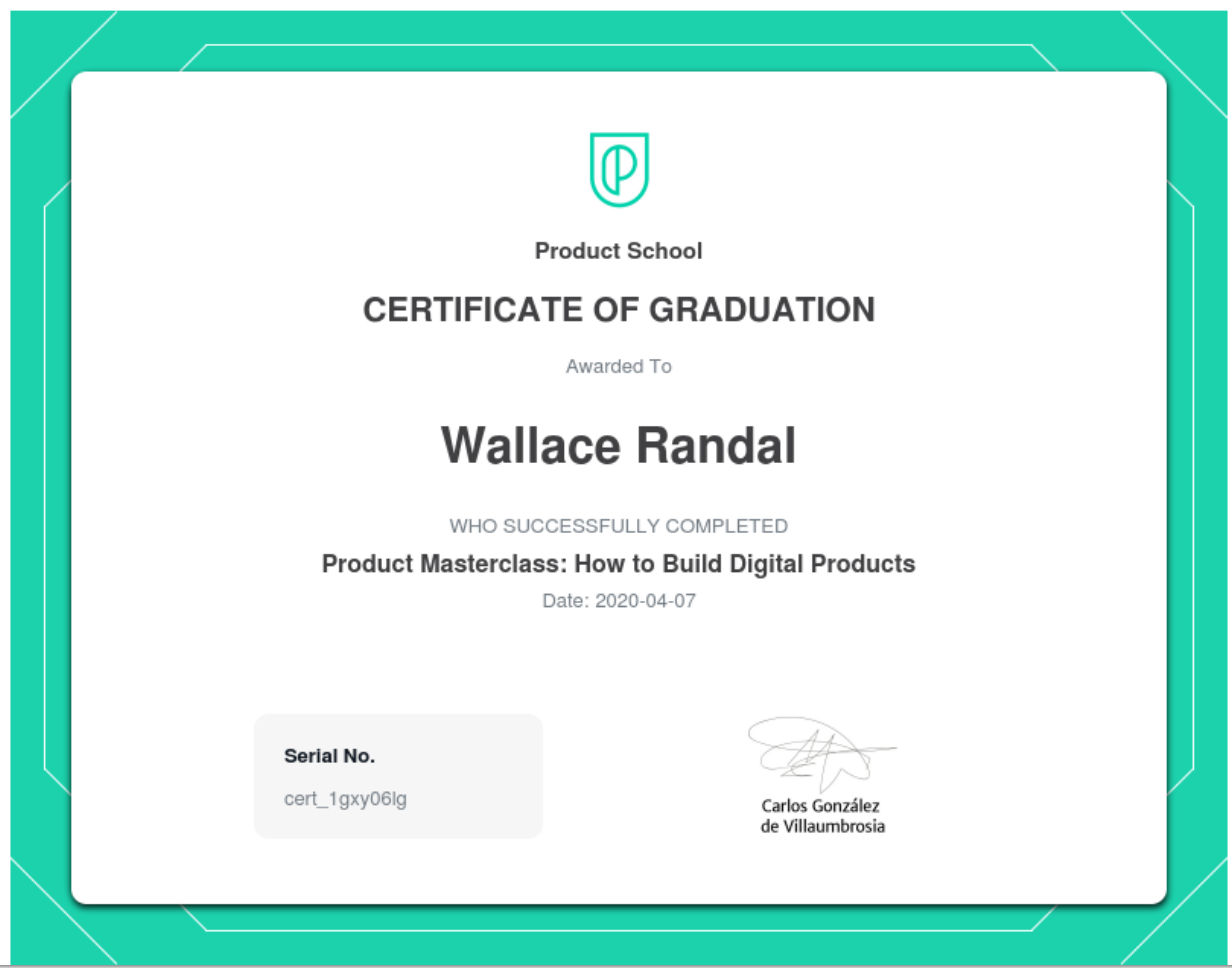 Product School
CERTIFICATE OF GRADUATION
Awarded To
Wallace Randal
WHO SUCCESSFULLY COMPLETED
Product Masterclass: How to Build Digital Products
Date: 2020-04-07
Serial No.
cert_1gxy06lg
Carlos González
de Villaumbrosia